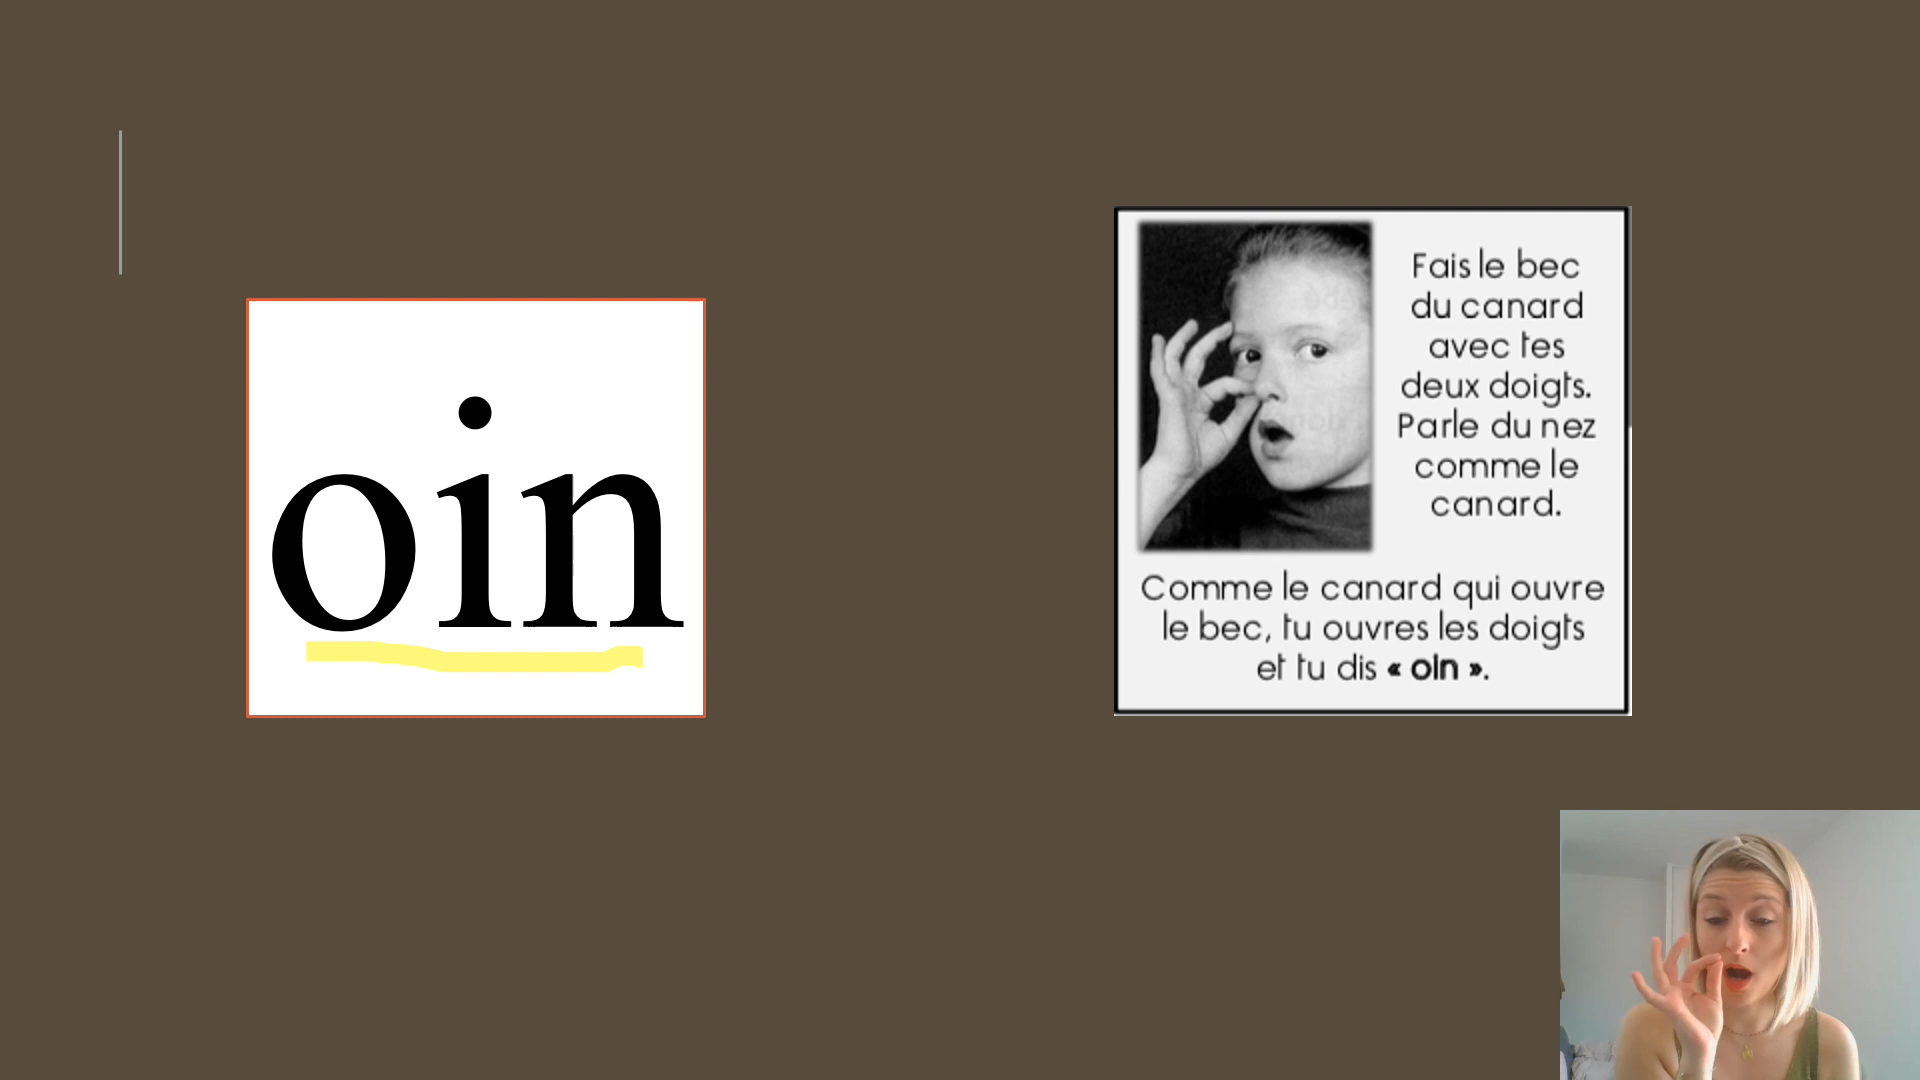 oin
Fais le bec
du canard
avec tes
deux doigts.
Parle du nez
comme le
canard.
Comme le canard qui ouvre
le bec, tu ouvres les doigts
et tu dis « oin ».